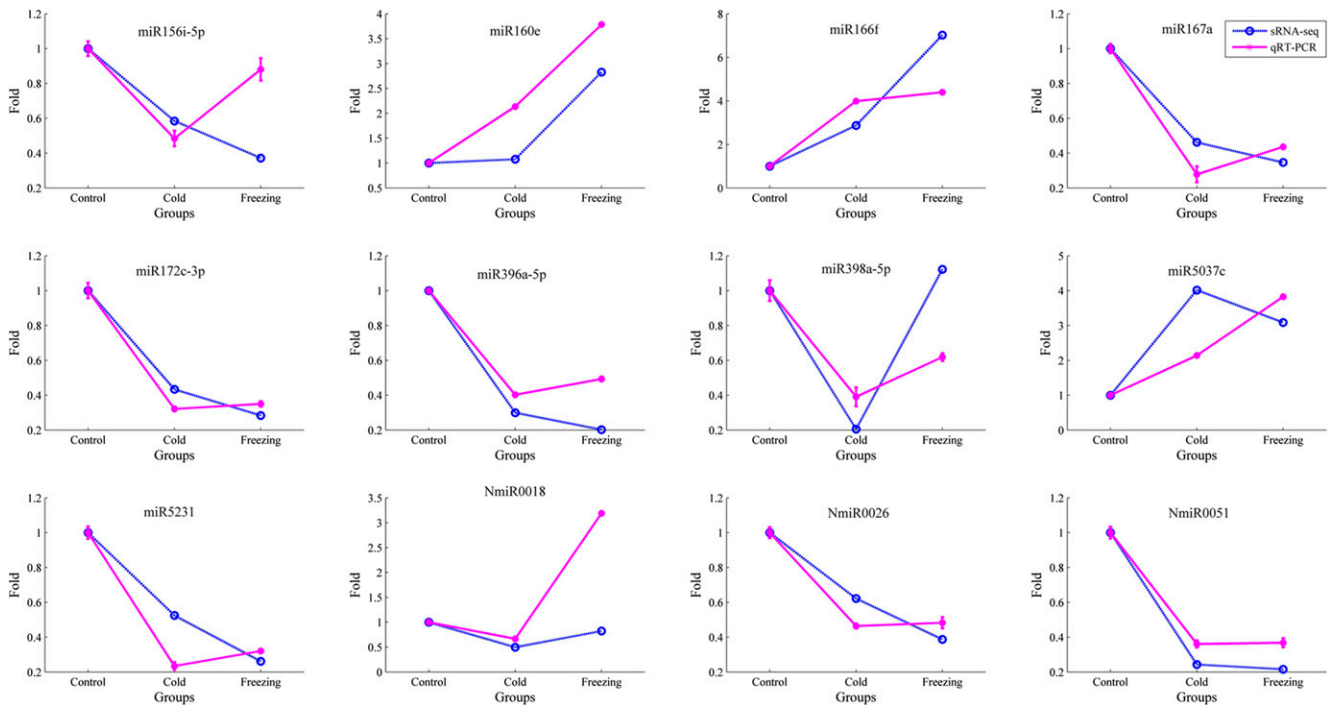 miR156i-5p
1.2
1
0.8
0.6
0.4
0.2
Fold
Control Cold Freezing
Groups
miR160e
4
3.5
3
2.5
2
1.5
1
0.5
Fold
Control Cold Freezing
Groups
miR166f
8
6
4
2
0
Fold
Control Cold Freezing
Groups
miR167a
sRNA-seq
qRT-PCR
1.2
1
0.8
0.6
0.4
0.2
Fold
Control Cold Freezing
Groups
miR172c-3p
1.2
1
0.8
0.6
0.4
0.2
Fold
Control Cold Freezing
Groups
miR396a-5p
1.2
1
0.8
0.6
0.4
0.2
Fold
Control Cold Freezing
Groups
miR398a-5p
1.2
1
0.8
0.6
0.4
0.2
Fold
Control Cold Freezing
Groups
miR5037c
5
4
3
2
1
0
Fold
Control Cold Freezing
Groups
miR5231
1.2
1
0.8
0.6
0.4
0.2
Fold
Control Cold Freezing
Groups
NmiR0018
3.5
3
2.5
2
1.5
1
0.5
0
Fold
Control Cold Freezing
Groups
NmiR0026
1.2
1
0.8
0.6
0.4
0.2
Fold
Control Cold Freezing
Groups
NmiR0051
1.2
1
0.8
0.6
0.4
0.2
Fold
Control Cold Freezing
Groups